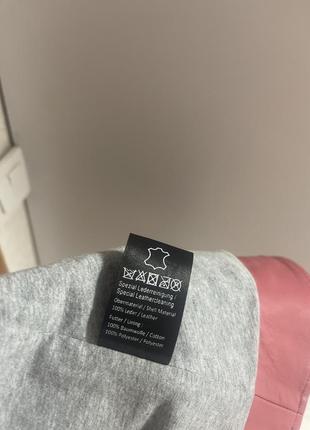 Spezial Lederreinigung /
Special Leathercleaning
Obermaterial / Shell Material
100% Leder / Leather
Futter / Lining :
100% Baumwolle / Cotton
100% Polyester / Polyester